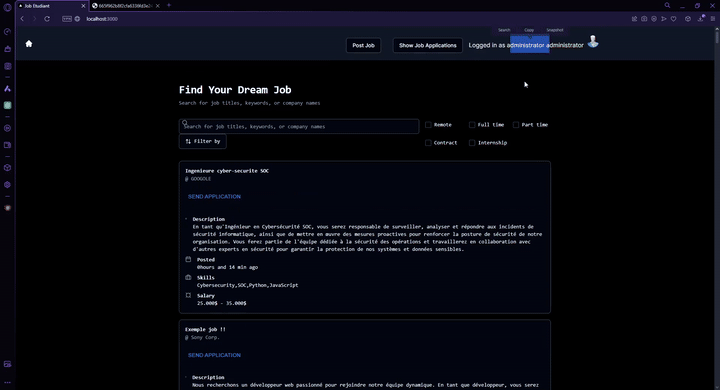 Job Etudiant
localhost:3000
Search Copy Snapshot
Post Job
Show Job Applications
Logged in as administrator administrator
Find Your Dream Job
Search for job titles, keywords, or company names
Search for job titles, keywords, or company names
Remote
Full time
Part time
Filter by
Contract
Internship
Ingenieure cyber-securite SOC
@ GOOGOLE
SEND APPLICATION
Description
En tant qu'Ingénieur en Cybersécurité SOC, vous serez responsable de surveiller, analyser et répondre aux incidents de
sécurité informatique, ainsi que de mettre en œuvre des mesures proactives pour renforcer la posture de sécurité de notre
organisation. Vous ferez partie de l'équipe dédiée à la sécurité des opérations et travaillerez en collaboration avec
d'autres experts en sécurité pour garantir la protection de nos systèmes et données sensibles.
Posted
0hours and 14 min ago
Skills
Cybersecurity,SOC,Python,JavaScript
Salary
25.000$ - 35.000$
Exemple job !!
@ Sony Corp.
SEND APPLICATION
Description
Nous recherchons un développeur web passionné pour rejoindre notre équipe dynamique. En tant que développeur, vous serez